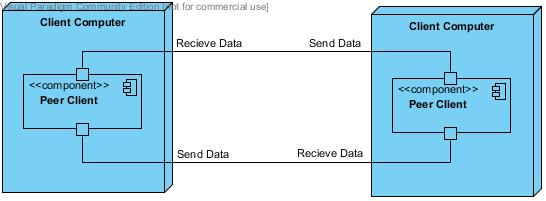 Visual Paradigm Community Edition [not for commercial use]
Client Computer
Client Computer
Recieve Data
Send Data
<<component>>
Peer Client
<<component>>
Peer Client
Send Data
Recieve Data